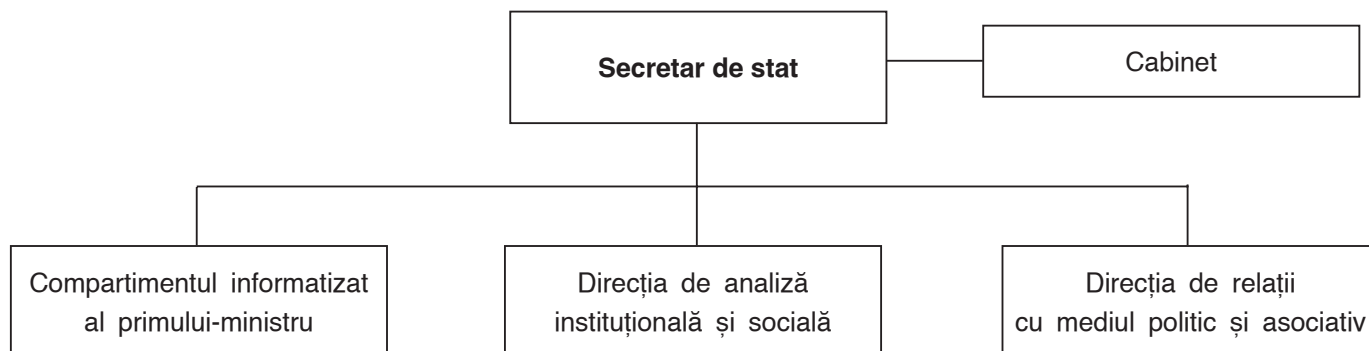 Secretar de stat
Cabinet
Compartimentul informatizat
al primului-ministru
Direcția de analiză
instituțională și socială
Direcția de relații
cu mediul politic și asociativ